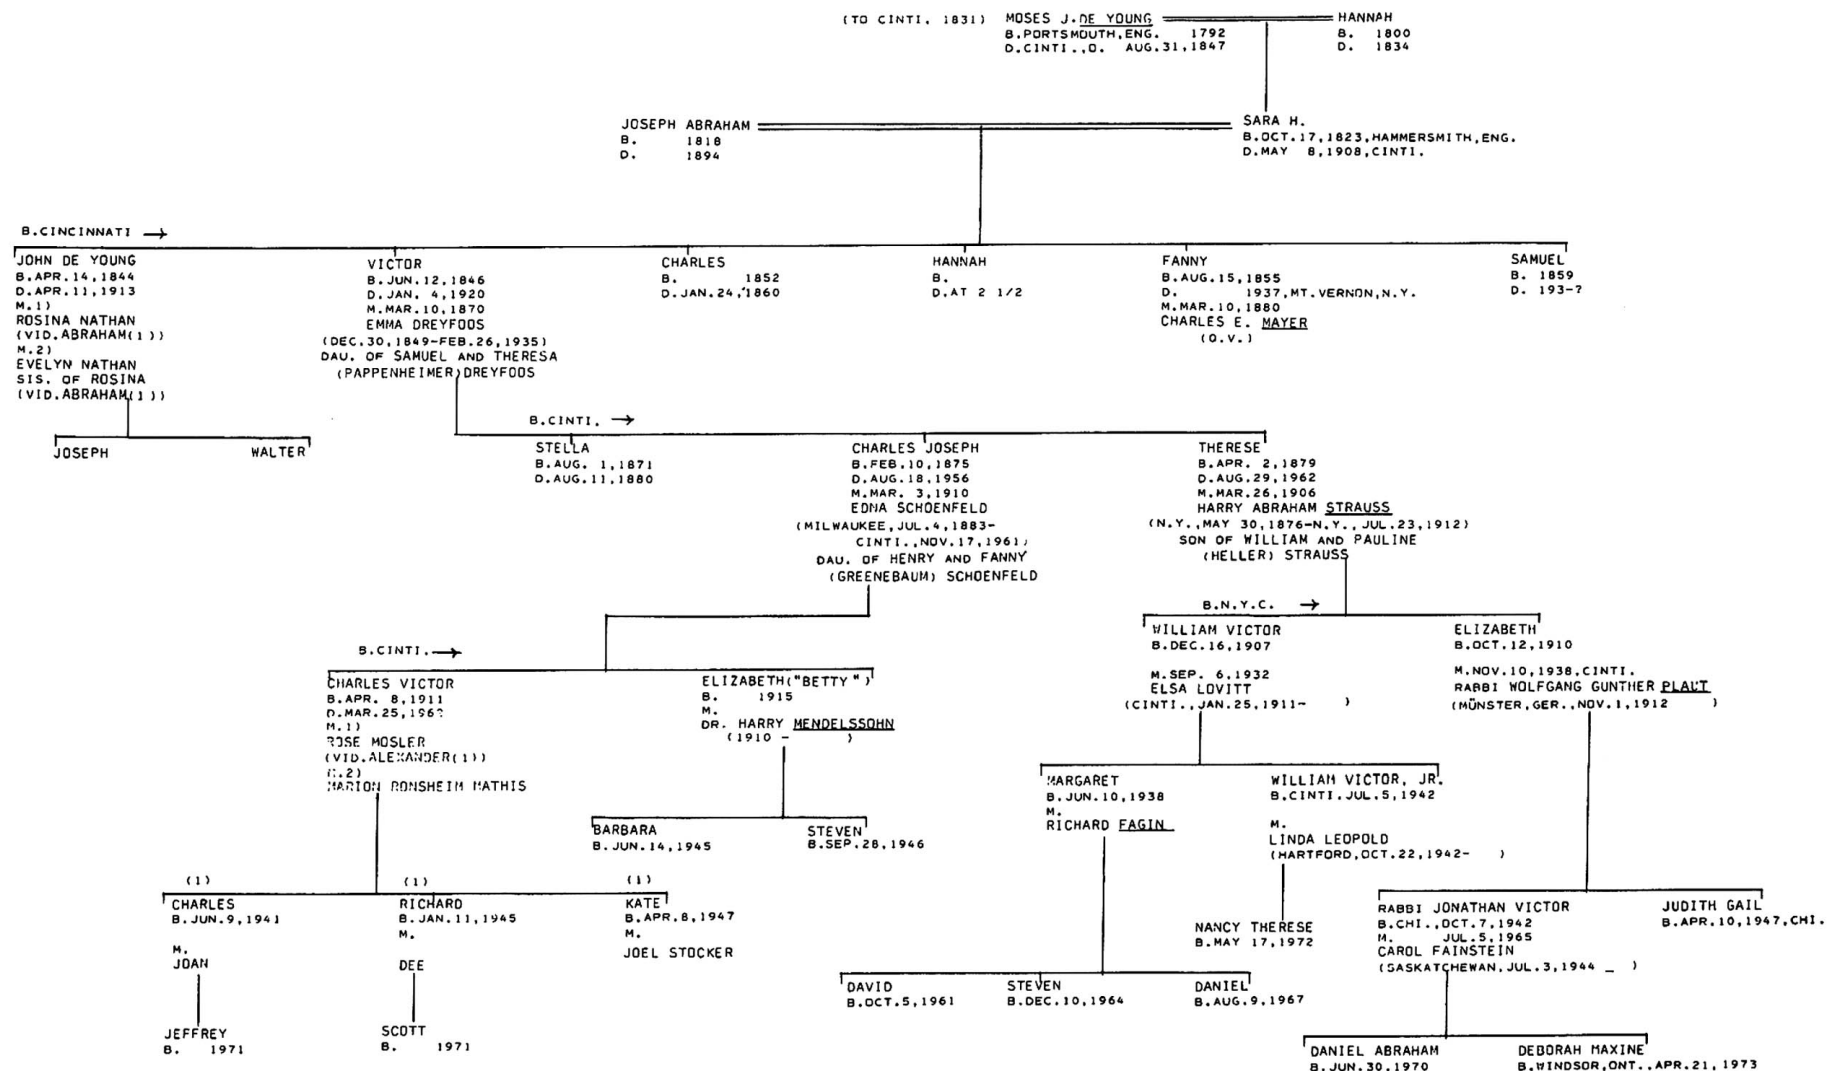 (TO CINTI, 1831) MOSES J. DE YOUNG
B.PORTSMOUTH,ENG. 1792
D.CINTI.,O. AUG.31,1847
HANNAH
B. 1800
D. 1834
JOSEPH ABRAHAM
B. 1818
D. 1894
SARA H.
B.OCT.17,1823,HAMMERSMITH,ENG.
D.MAY 8,1908,CINTI.
B.CINCINNATI →
JOHN DE YOUNG
B.APR.14,1844
D.APR.11,1913
M.1)
ROSINA NATHAN
(VID.ABRAHAM(1))
M.2)
EVELYN NATHAN
SIS. OF ROSINA
(VID.ABRAHAM(1))
VICTOR
B.JUN.12,1846
D.JAN. 4,1920
M.MAR.10,1870
EMMA DREYFOOS
(DEC.30,1849-FEB.26,1935)
DAU. OF SAMUEL AND THERESA
(PAPPENHEIMER)DREYFOOS
CHARLES
B. 1852
D.JAN.24,1860
HANNAH
B.
D.AT 2 1/2
FANNY
B.AUG.15,1855
D. 1937,MT.VERNON,N.Y.
M.MAR.10,1880
CHARLES E. MAYER
(Q.V.)
SAMUEL
B. 1859
D. 193-?
JOSEPH
WALTER
B.CINTI. →
STELLA
B.AUG. 1,1871
D.AUG.11,1880
CHARLES JOSEPH
B.FEB.10,1875
D.AUG.18,1956
M.MAR. 3,1910
EDNA SCHOENFELD
(MILWAUKEE,JUL.4,1883-
CINTI.,NOV.17,1961)
DAU. OF HENRY AND FANNY
(GREENEBAUM) SCHOENFELD
THERESE
B.APR. 2,1879
D.AUG.29,1962
M.MAR.26,1906
HARRY ABRAHAM STRAUSS
(N.Y.,MAY 30,1876-N.Y.,JUL.23,1912)
SON OF WILLIAM AND PAULINE
(HELLER) STRAUSS
B.CINTI. →
CHARLES VICTOR
B.APR. 8,1911
D.MAR.25,
M.1)
ROSE MOSLER
(VID.ALEXANDER(1))
M.2)
MARION RONSHEIM MATHIS
ELIZABETH("BETTY")
B. 1915
M.
DR. HARRY MENDELSSOHN
(1910 - )
B.N.Y.C. →
WILLIAM VICTOR
B.DEC.16,1907
M.SEP. 6,1932
ELSA LOVITT
(CINTI.,JAN.25,1911- )
ELIZABETH
B.OCT.12,1910
M.NOV.10,1938,CINTI.
RABBI WOLFGANG GUNTHER PLAUT
(MÜNSTER,GER.,NOV.1,1912 )
BARBARA
B.JUN.14,1945
STEVEN
B.SEP.28,1946
MARGARET
B.JUN.10,1938
M.
RICHARD FAGIN
WILLIAM VICTOR, JR.
B.CINTI.JUL.5,1942
M.
LINDA LEOPOLD
(HARTFORD,OCT.22,1942- )
(1)
CHARLES
B.JUN.9,1941
M.
JOAN
(1)
RICHARD
B.JAN.11,1945
M.
DEE
(1)
KATE
B.APR.8,1947
M.
JOEL STOCKER
NANCY THERESE
B.MAY 17,1972
RABBI JONATHAN VICTOR
B.CHI.,OCT.7,1942
M. JUL.5,1965
CAROL FAINSTEIN
(SASKATCHEWAN,JUL.3,1944 - )
JUDITH GAIL
B.APR.10,1947,CHI.
DAVID
B.OCT.5,1961
STEVEN
B.DEC.10,1964
DANIEL
B.AUG.9,1967
JEFFREY
B. 1971
SCOTT
B. 1971
DANIEL ABRAHAM
B.JUN.30,1970
DEBORAH MAXINE
B.WINDSOR,ONT.,APR.21,1973